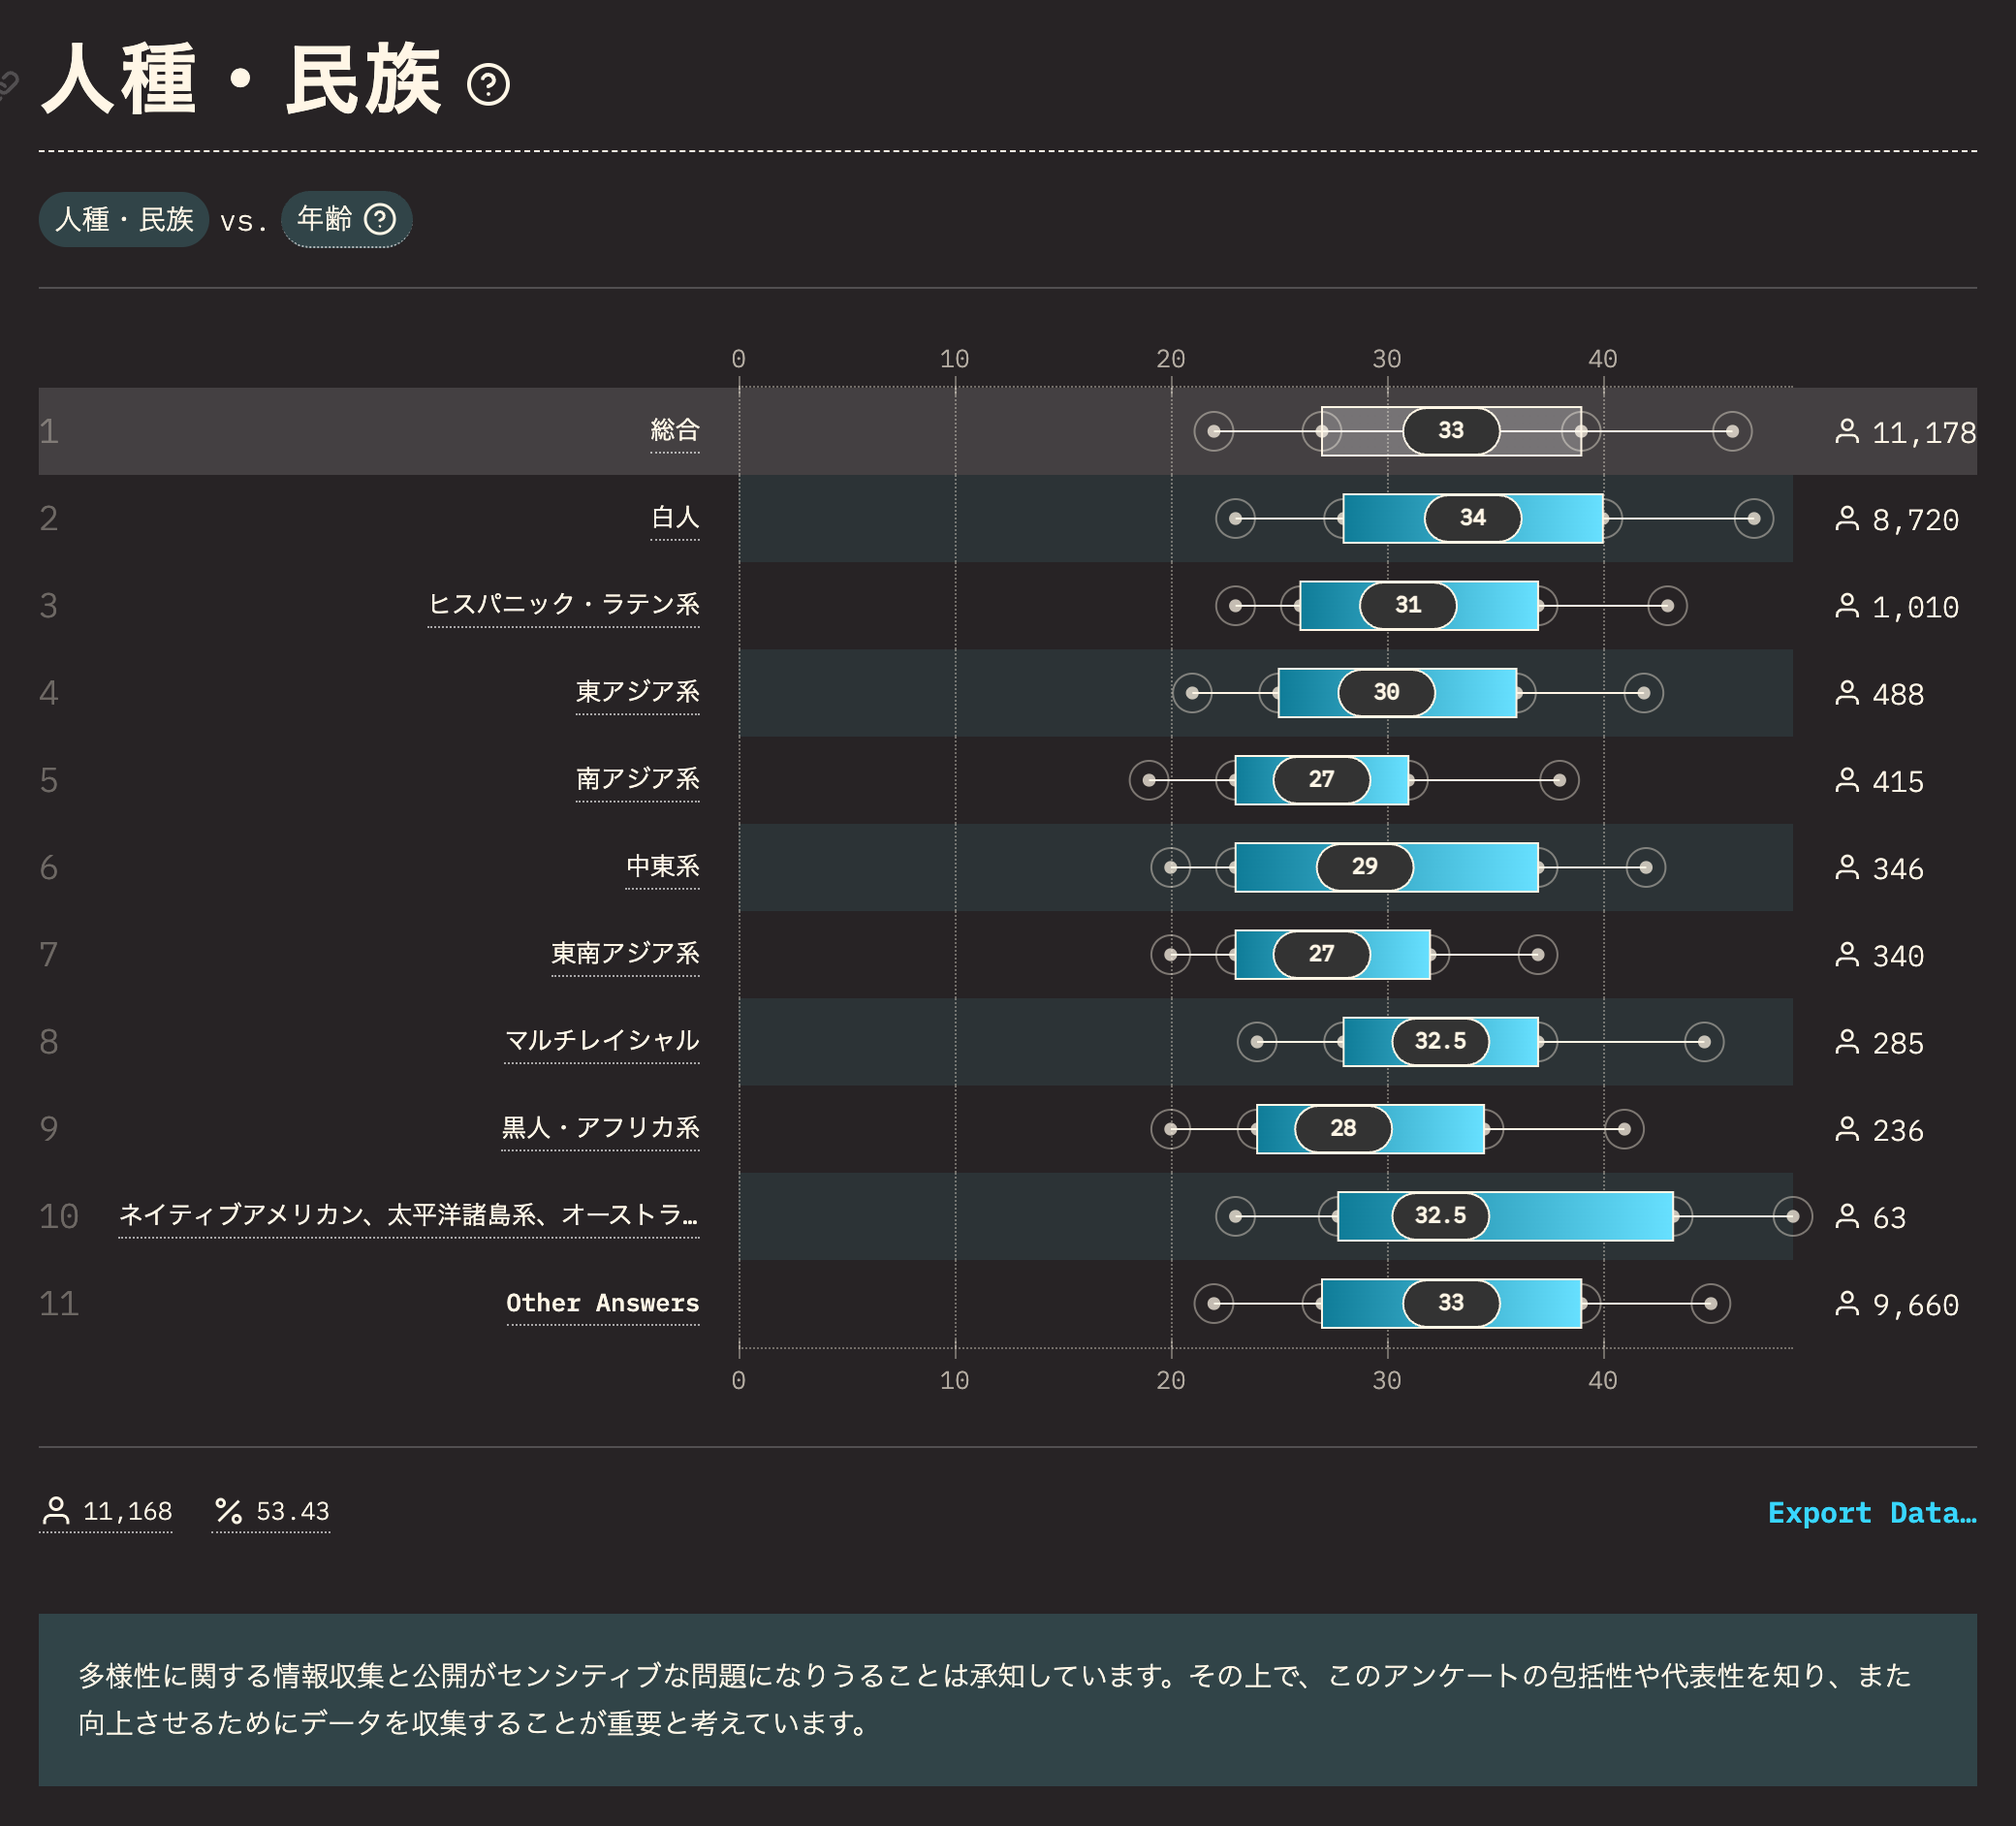 人種・民族
人種・民族 vs. 年齢
0 10 20 30 40
1 総合 33 11,178
2 白人 34 8,720
3 ヒスパニック・ラテン系 31 1,010
4 東アジア系 30 488
5 南アジア系 27 415
6 中東系 29 346
7 東南アジア系 27 340
8 マルチレイシャル 32.5 285
9 黒人・アフリカ系 28 236
10 ネイティブアメリカン、太平洋諸島系、オーストラ… 32.5 63
11 Other Answers 33 9,660
0 10 20 30 40
11,168 % 53.43 Export Data…
多様性に関する情報収集と公開がセンシティブな問題になりうることは承知しています。その上で、このアンケートの包括性や代表性を知り、また
向上させるためにデータを収集することが重要と考えています。